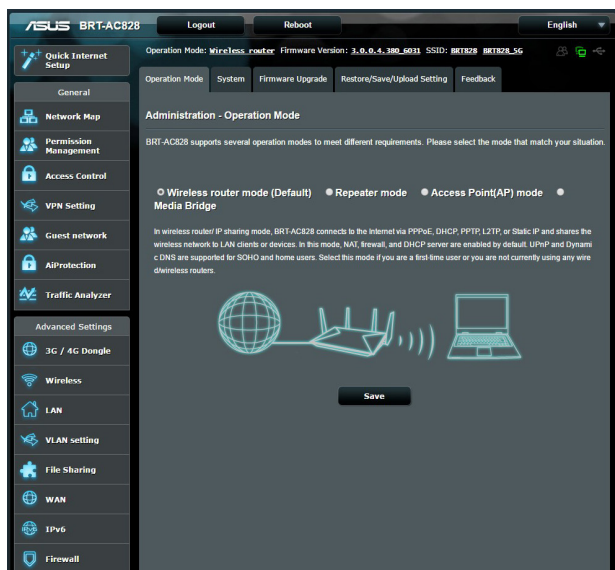 ASUS BRT-AC828 Logout Reboot English
Quick Internet
Setup
Operation Mode: Wireless router Firmware Version: 3.0.0.4.380_6031 SSID: BRT828 BRT828_5G
Operation Mode System Firmware Upgrade Restore/Save/Upload Setting Feedback
General
Network Map
Permission
Management
Access Control
VPN Setting
Guest network
AiProtection
Traffic Analyzer
Advanced Settings
3G / 4G Dongle
Wireless
LAN
VLAN setting
File Sharing
WAN
IPv6
Firewall
Administration - Operation Mode
BRT-AC828 supports several operation modes to meet different requirements. Please select the mode that match your situation.
Wireless router mode (Default) Repeater mode Access Point(AP) mode
Media Bridge
In wireless router/ IP sharing mode, BRT-AC828 connects to the Internet via PPPoE, DHCP, PPTP, L2TP, or Static IP and shares the
wireless network to LAN clients or devices. In this mode, NAT, firewall, and DHCP server are enabled by default. UPnP and Dynami
c DNS are supported for SOHO and home users. Select this mode if you are a first-time user or you are not currently using any wire
d/wireless routers.
Save